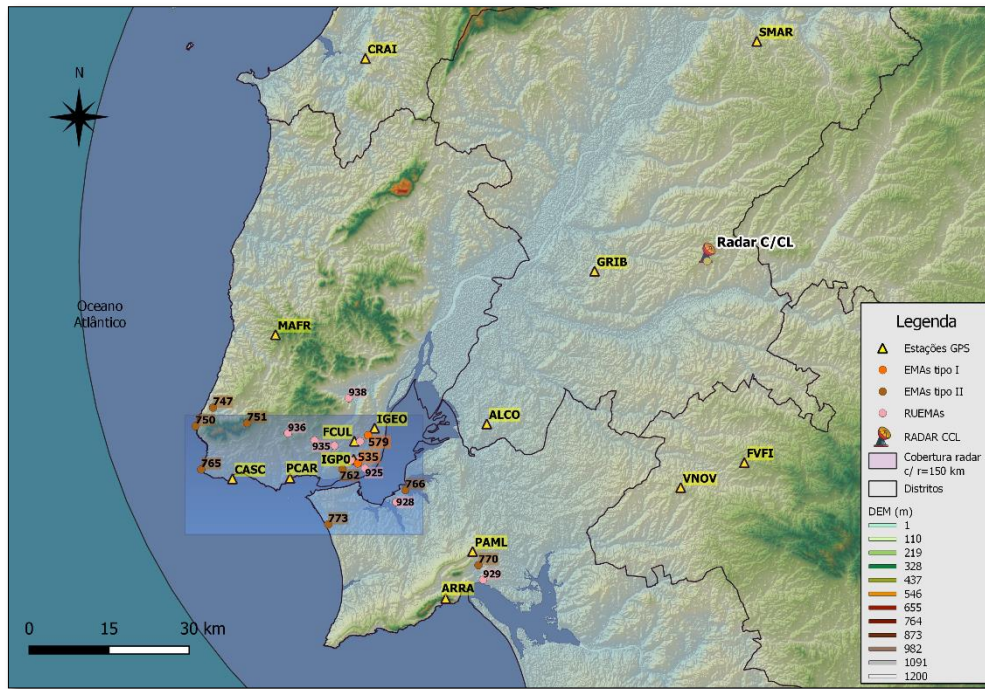 SMAR
CRAI
N
Radar C/CL
GRIB
Oceano
Atlântico
MAFR
938
747
751
750
936
FCUL
IGEO
ALCO
579
935
IGP0
535
765
CASC
PCAR
762
925
766
928
773
FVFI
VNOV
PAML
770
929
ARRA
0 15 30 km
Legenda
Estações GPS
EMAs tipo I
EMAs tipo II
RUEMAs
RADAR CCL
Cobertura radar
c/ r=150 km
Distritos
DEM (m)
1
110
219
328
437
546
655
764
873
982
1091
1200